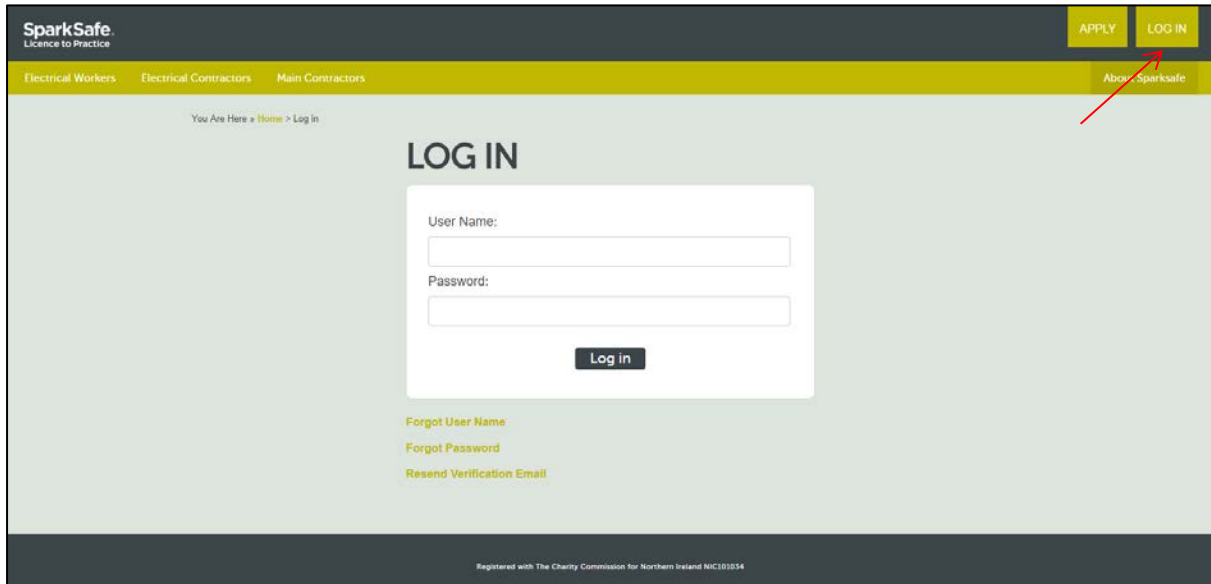 SparkSafe.
Licence to Practice
APPLY
LOG IN
Electrical Workers
Electrical Contractors
Main Contractors
About Sparksafe
You Are Here » Home > Log in
LOG IN
User Name:
Password:
Log in
Forgot User Name
Forgot Password
Resend Verification Email
Registered with The Charity Commission for Northern Ireland NIC101034